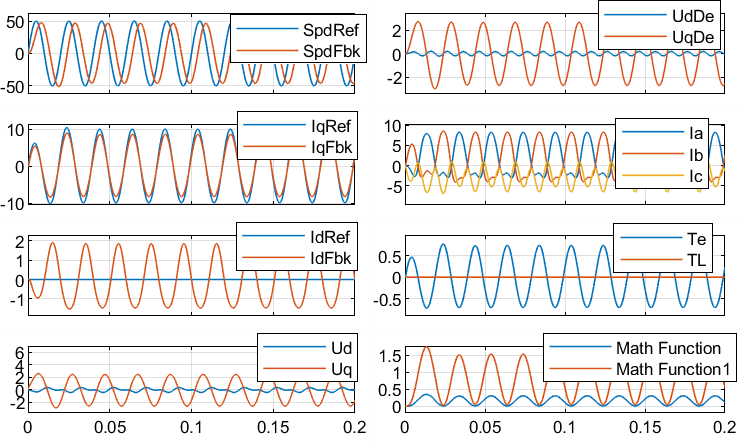 50
0
-50
SpdRef
SpdFbk
2
0
-2
UdDe
UqDe
10
0
-10
IqRef
IqFbk
10
5
0
-5
Ia
Ib
Ic
2
1
0
-1
IdRef
IdFbk
0.5
0
-0.5
Te
TL
6
4
2
0
-2
Ud
Uq
1.5
1
0.5
0
Math Function
Math Function1
0 0.05 0.1 0.15 0.2
0 0.05 0.1 0.15 0.2